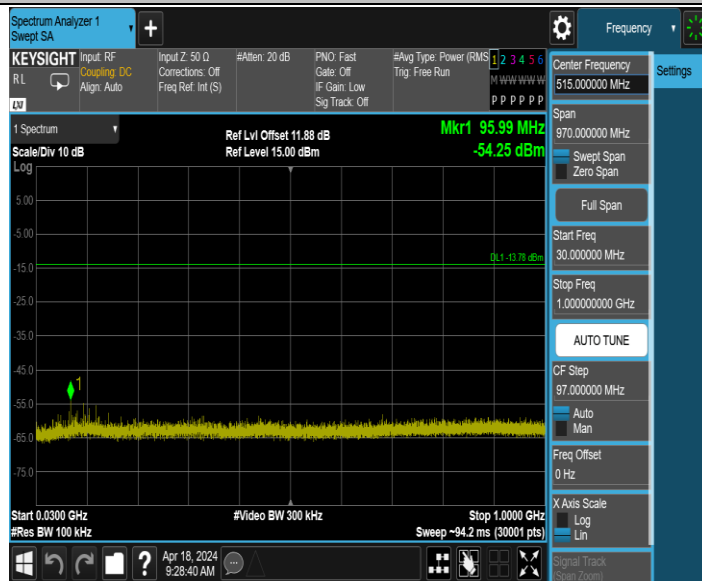 Spectrum Analyzer 1
Swept SA
+
Frequency
KEYSIGHT
RL
LXI
Input: RF
Coupling: DC
Align: Auto
Input Z: 50 Ω
Corrections: Off
Freq Ref: Int (S)
#Atten: 20 dB
PNO: Fast
Gate: Off
IF Gain: Low
Sig Track: Off
#Avg Type: Power (RMS
Trig: Free Run
1 2 3 4 5 6
M W W W W W
P P P P P P
1 Spectrum
Scale/Div 10 dB
Ref Lvl Offset 11.88 dB
Ref Level 15.00 dBm
Mkr1 95.99 MHz
-54.25 dBm
Log
5.00
-5.00
DL1 -13.78 dBm
-15.0
-25.0
-35.0
-45.0
1
-55.0
-65.0
-75.0
Start 0.0300 GHz
#Res BW 100 kHz
#Video BW 300 kHz
Stop 1.0000 GHz
Sweep ~94.2 ms (30001 pts)
?
Apr 18, 2024
9:28:40 AM
Center Frequency
515.000000 MHz
Settings
Span
970.000000 MHz
Swept Span
Zero Span
Full Span
Start Freq
30.000000 MHz
Stop Freq
1.000000000 GHz
AUTO TUNE
CF Step
97.000000 MHz
Auto
Man
Freq Offset
0 Hz
X Axis Scale
Log
Lin
Signal Track
(Span Zoom)